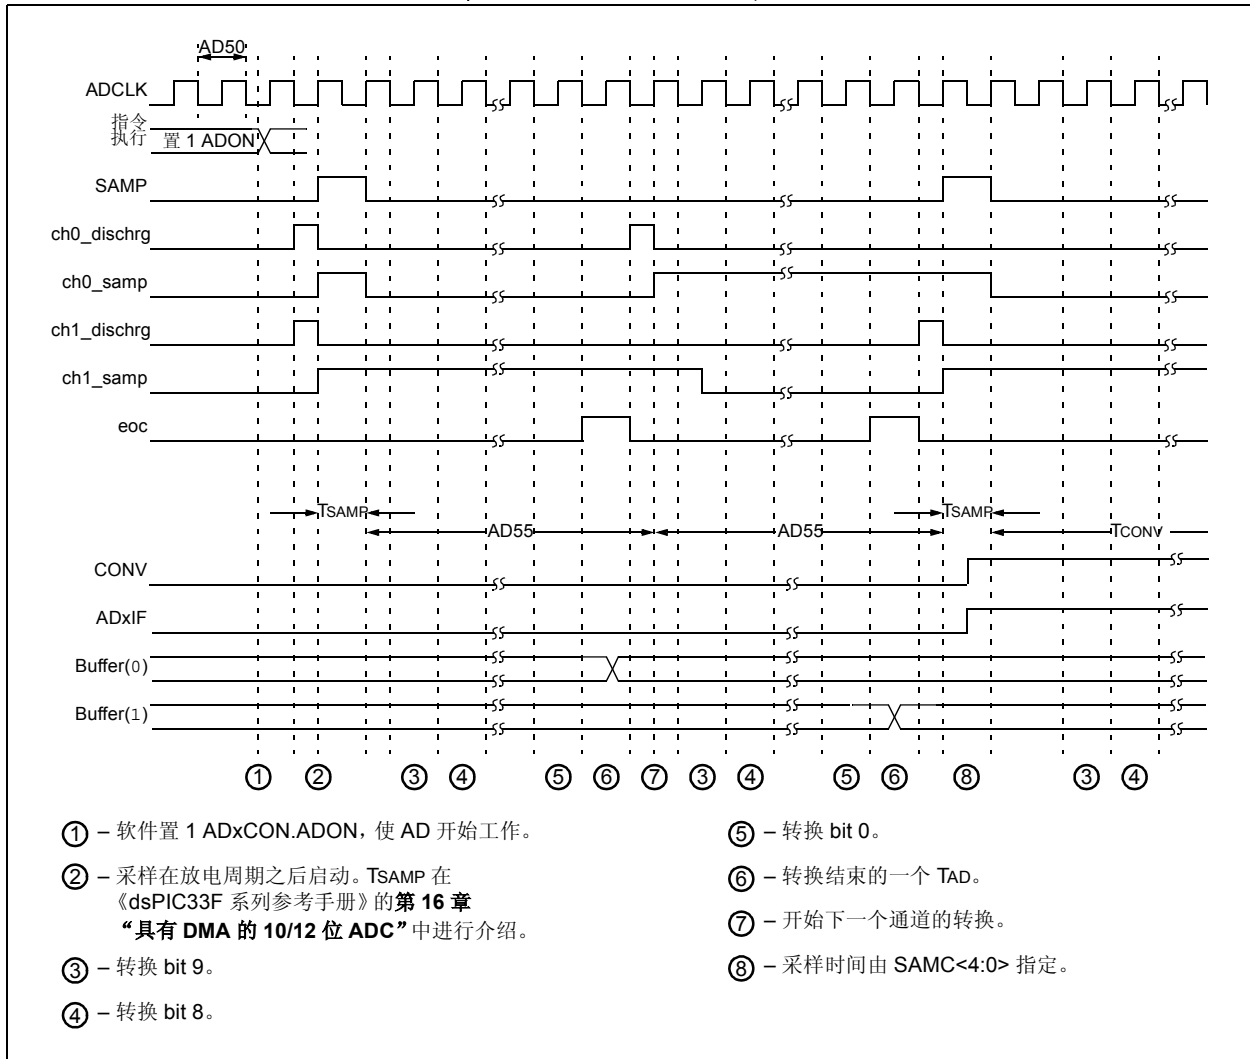 AD50
ADCLK
指令
执行
置 1 ADON
SAMP
ch0_dischrg
ch0_samp
ch1_dischrg
ch1_samp
eoc
TSAMP
AD55
AD55
TSAMP
TCONV
CONV
ADxIF
Buffer(0)
Buffer(1)
1 2 3 4 5 6 7 3 4 5 6 8 3 4
1 – 软件置 1 ADxCON.ADON，使 AD 开始工作。
2 – 采样在放电周期之后启动。TSAMP 在
《dsPIC33F 系列参考手册》的第 16 章
“具有 DMA 的 10/12 位 ADC”中进行介绍。
3 – 转换 bit 9。
4 – 转换 bit 8。
5 – 转换 bit 0。
6 – 转换结束的一个 TAD。
7 – 开始下一个通道的转换。
8 – 采样时间由 SAMC<4:0> 指定。